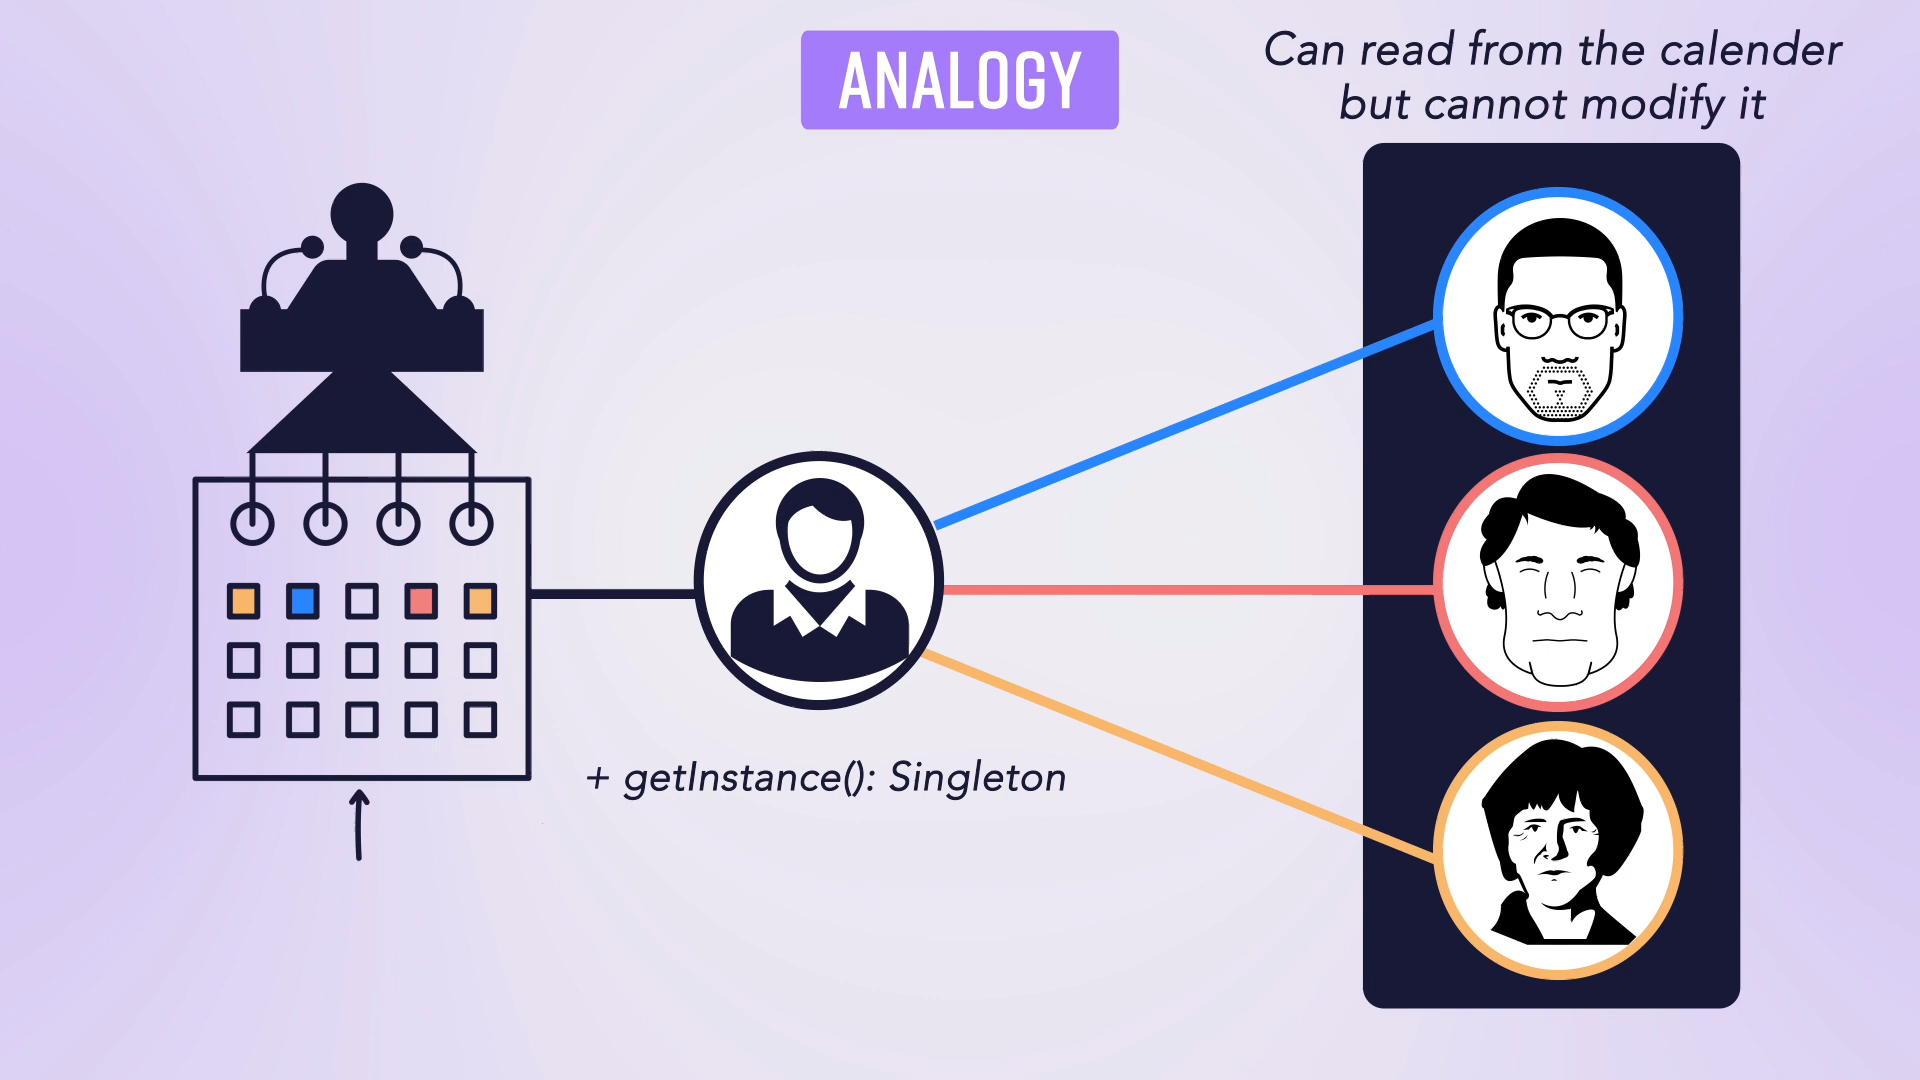 ANALOGY
Can read from the calender
but cannot modify it
+ getInstance(): Singleton